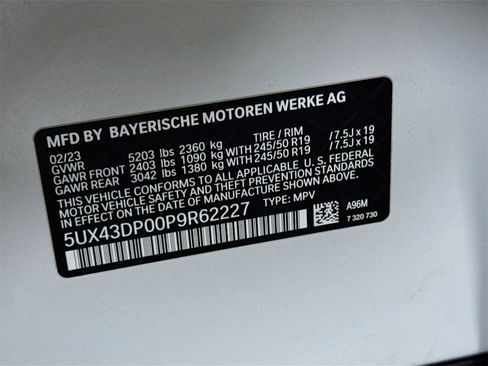 MFD BY BAYERISCHE MOTOREN WERKE AG
02/23 5203 lbs 2360 kg TIRE / RIM
GVWR
GAWR FRONT 2403 lbs 1090 kg WITH 245/50 R19 / 7.5J x 19
GAWR REAR 3042 lbs 1380 kg WITH 245/50 R19 / 7.5J x 19
THIS VEHICLE CONFORMS TO ALL APPLICABLE U.S. FEDERAL
MOTOR VEHICLE SAFETY STANDARDS IN EFFECT ON THE
DATE OF MANUFACTURE SHOWN ABOVE.
5UX43DP00P9R62227 TYPE: MPV
A96M
7 320 730